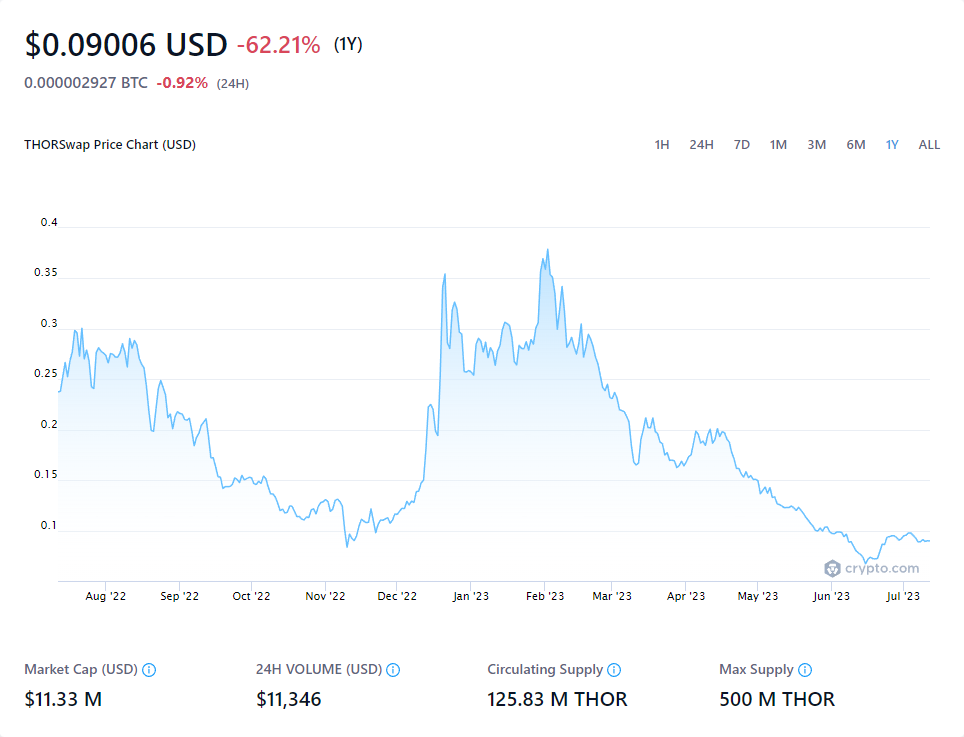 $0.09006 USD -62.21% (1Y)
0.000002927 BTC -0.92% (24H)
THORSwap Price Chart (USD) 1H 24H 7D 1M 3M 6M 1Y ALL
0.4
0.35
0.3
0.25
0.2
0.15
0.1
crypto.com
Aug '22 Sep '22 Oct '22 Nov '22 Dec '22 Jan '23 Feb '23 Mar '23 Apr '23 May '23 Jun '23 Jul '23
Market Cap (USD) 24H VOLUME (USD) Circulating Supply Max Supply
$11.33 M $11,346 125.83 M THOR 500 M THOR